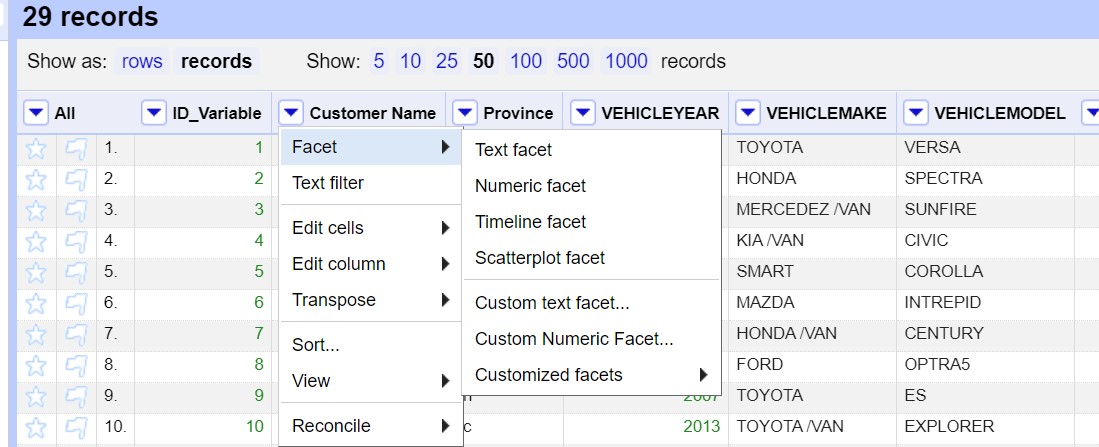 29 records
Show as: rows records Show: 5 10 25 50 100 500 1000 records
All ID_Variable Customer Name Province VEHICLEYEAR VEHICLEMAKE VEHICLEMODEL
1. 1 Facet Text facet TOYOTA VERSA
2. 2 Text filter Numeric facet HONDA SPECTRA
3. 3 Edit cells Timeline facet MERCEDEZ /VAN SUNFIRE
4. 4 Edit column Scatterplot facet KIA /VAN CIVIC
5. 5 Transpose SMART COROLLA
6. 6 Custom text facet... MAZDA INTREPID
7. 7 Sort... Custom Numeric Facet... HONDA /VAN CENTURY
8. 8 View Customized facets FORD OPTRA5
9. 9 2007 TOYOTA ES
10. 10 Reconcile c 2013 TOYOTA /VAN EXPLORER